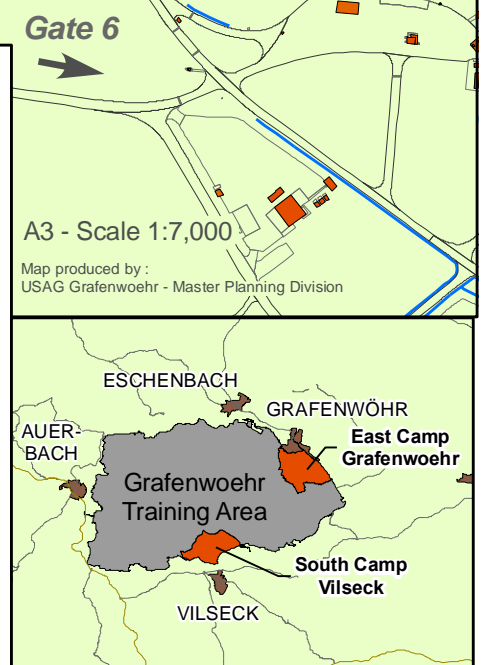 Gate 6
A3 - Scale 1:7,000
Map produced by :
USAG Grafenwoehr - Master Planning Division
ESCHENBACH
GRAFENWÖHR
AUER-
BACH
East Camp
Grafenwoehr
Grafenwoehr
Training Area
South Camp
Vilseck
VILSECK